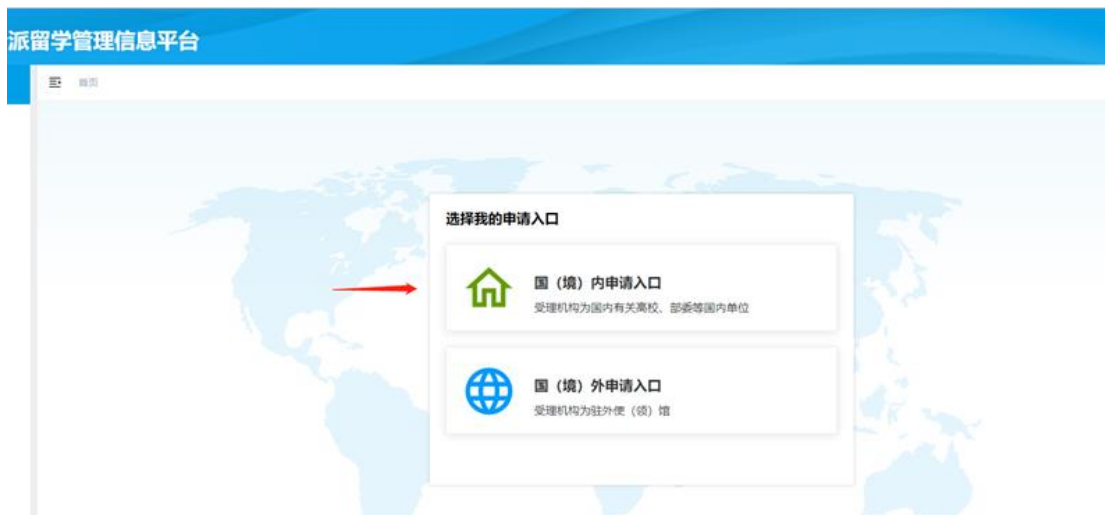 派留学管理信息平台
首页
选择我的申请入口
国（境）内申请入口
受理机构为国内有关高校、部委等国内单位
国（境）外申请入口
受理机构为驻外使（领）馆